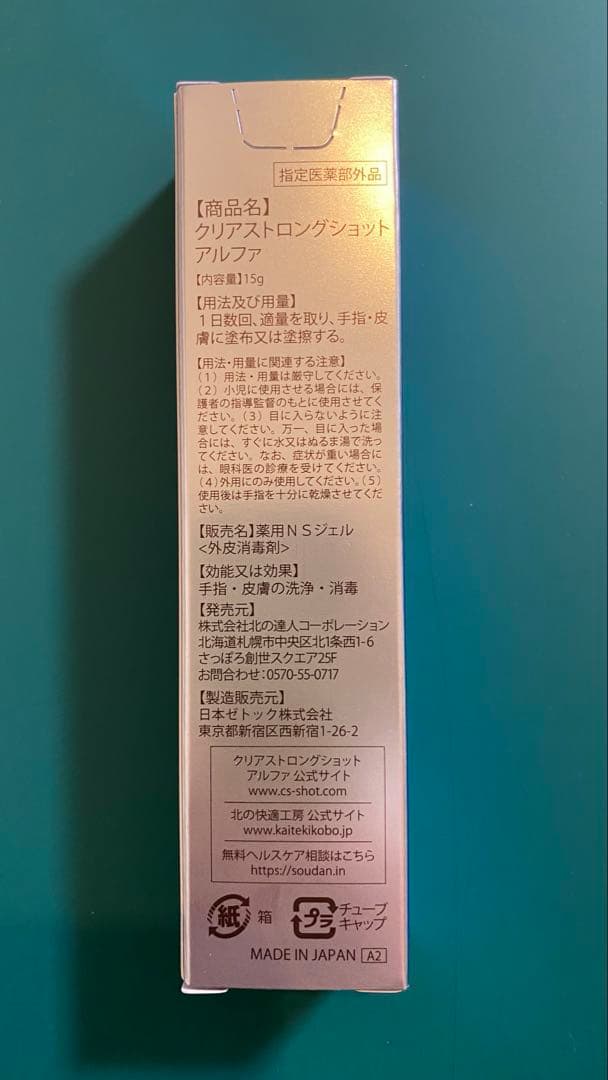 指定医薬部外品
【商品名】
クリアストロングショット
アルファ
【内容量】15g
【用法及び用量】
1日数回、適量を取り、手指・皮
膚に塗布又は塗擦する。
【用法・用量に関連する注意】
(1)用法・用量は厳守してください。
(2)小児に使用させる場合には、保
護者の指導監督のもとに使用させてく
ださい。(3)目に入らないように注
意してください。万一、目に入った場
合には、すぐに水又はぬるま湯で洗っ
てください。なお、症状が重い場合に
は、眼科医の診療を受けてください。
(4)外用にのみ使用してください。(5)
使用後は手指を十分に乾燥させてくだ
さい。
【販売名】薬用NSジェル
<外皮消毒剤>
【効能又は効果】
手指・皮膚の洗浄・消毒
【発売元】
株式会社北の達人コーポレーション
北海道札幌市中央区北1条西1-6
さっぽろ創世スクエア25F
お問合わせ:0570-55-0717
【製造販売元】
日本ゼトック株式会社
東京都新宿区西新宿1-26-2
クリアストロングショット
アルファ 公式サイト
www.cs-shot.com
北の快適工房 公式サイト
www.kaitekikobo.jp
無料ヘルスケア相談はこちら
https://soudan.in
紙 箱 プラ チューブ
キャップ
MADE IN JAPAN A2